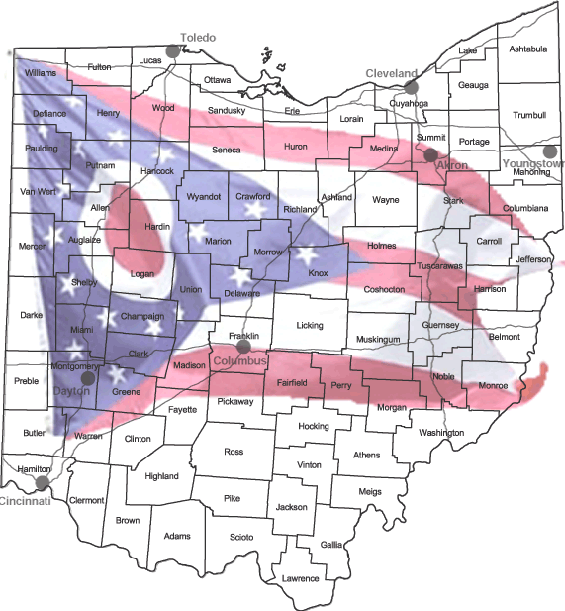 Toledo
Lake
Ashtebule
Lucas
Fulton
Williams
Ottawa
Cleveland
Geauga
Cuyahoga
Wood
Sandusky
Erie
Lorain
Trumbull
Defiance
Henry
Summit
Portage
Medina
Huron
Seneca
Paulding
Akron
Youngstown
Putnam
Hancock
Mahoning
Van Wert
Wyandot
Crawford
Ashland
Wayne
Stark
Richland
Columbiana
Allen
Hardin
Mercer
Auglaize
Marion
Morrow
Holmes
Carroll
Jefferson
Tuscarawas
Logan
Knox
Shelby
Union
Delaware
Coshocton
Harrison
Darke
Champaign
Licking
Guernsey
Miami
Franklin
Muskingum
Belmont
Clark
Columbus
Montgomery
Madison
Preble
Dayton
Greene
Fairfield
Perry
Noble
Monroe
Pickaway
Fayette
Morgan
Butler
Warren
Clinton
Hocking
Washington
Ross
Athens
Hamilton
Highland
Vinton
Cincinnati
Clermont
Pike
Meigs
Jackson
Brown
Adams
Scioto
Gallia
Lawrence